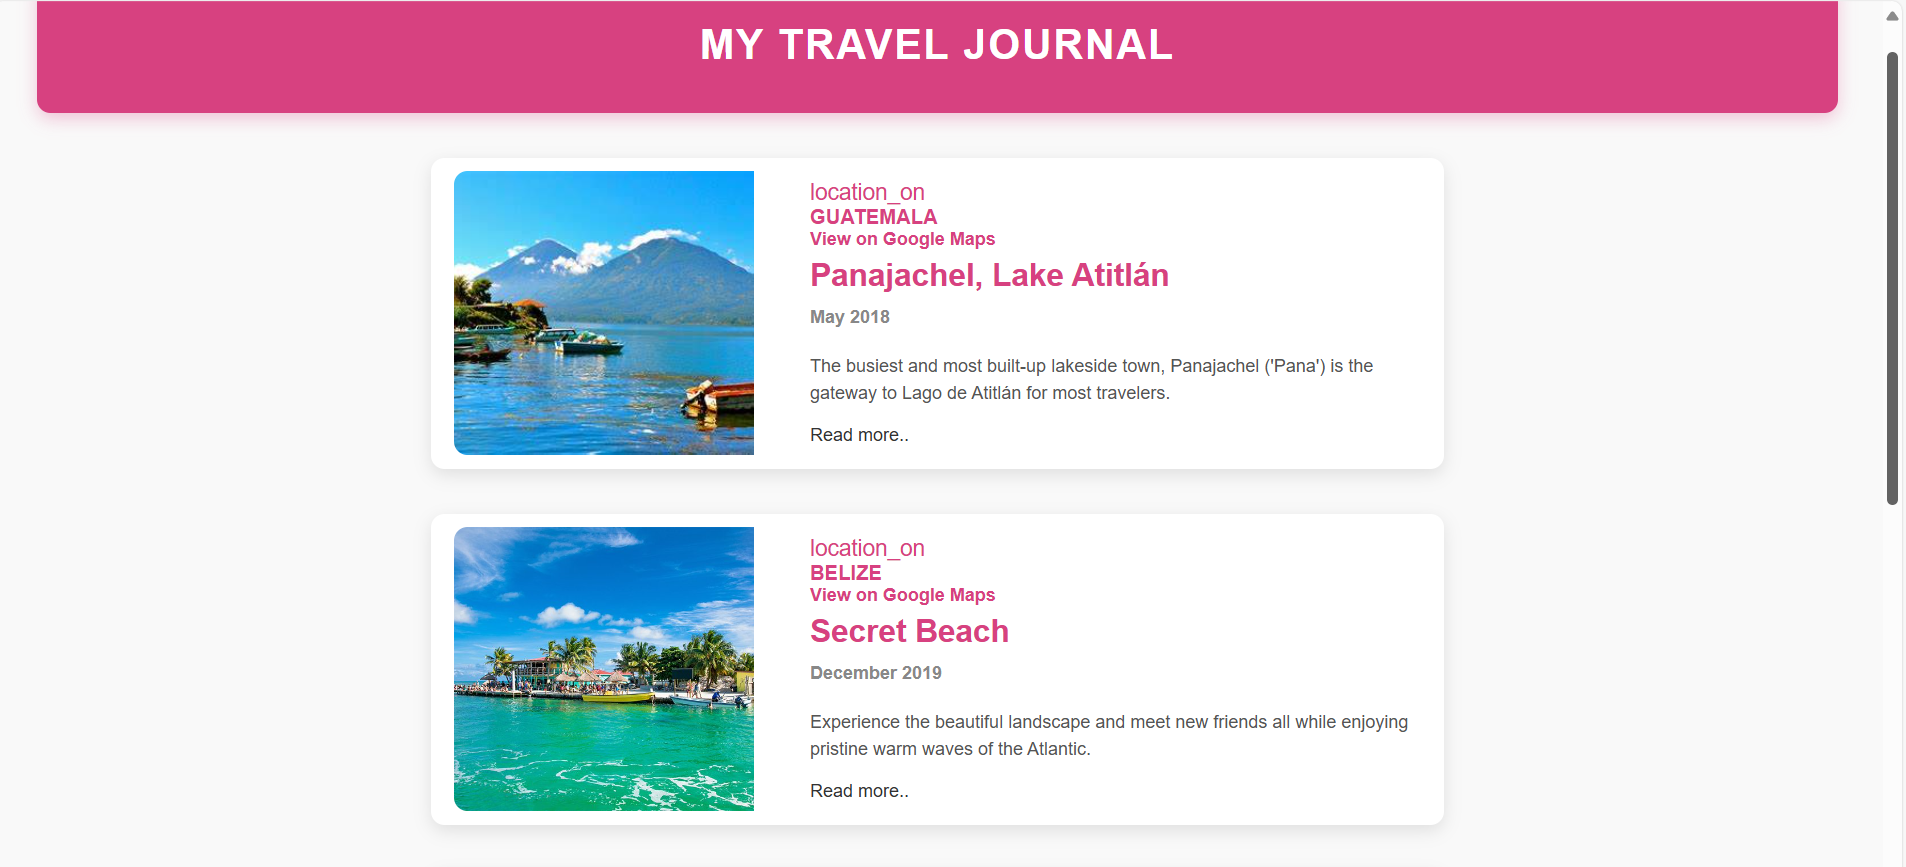 MY TRAVEL JOURNAL
location_on
GUATEMALA
View on Google Maps
Panajachel, Lake Atitlán
May 2018
The busiest and most built-up lakeside town, Panajachel ('Pana') is the
gateway to Lago de Atitlán for most travelers.
Read more..
location_on
BELIZE
View on Google Maps
Secret Beach
December 2019
Experience the beautiful landscape and meet new friends all while enjoying
pristine warm waves of the Atlantic.
Read more..